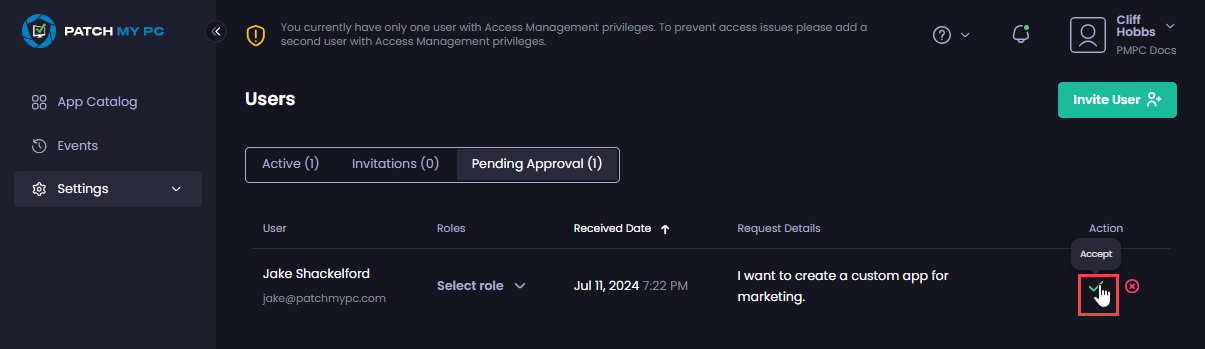 PATCH MY PC
You currently have only one user with Access Management privileges. To prevent access issues please add a
second user with Access Management privileges.
Cliff
Hobbs
PMPC Docs
App Catalog
Events
Settings
Users
Invite User
Active (1)
Invitations (0)
Pending Approval (1)
User
Roles
Received Date
Request Details
Action
Accept
Jake Shackelford
jake@patchmypc.com
Select role
Jul 11, 2024 7:22 PM
I want to create a custom app for
marketing.